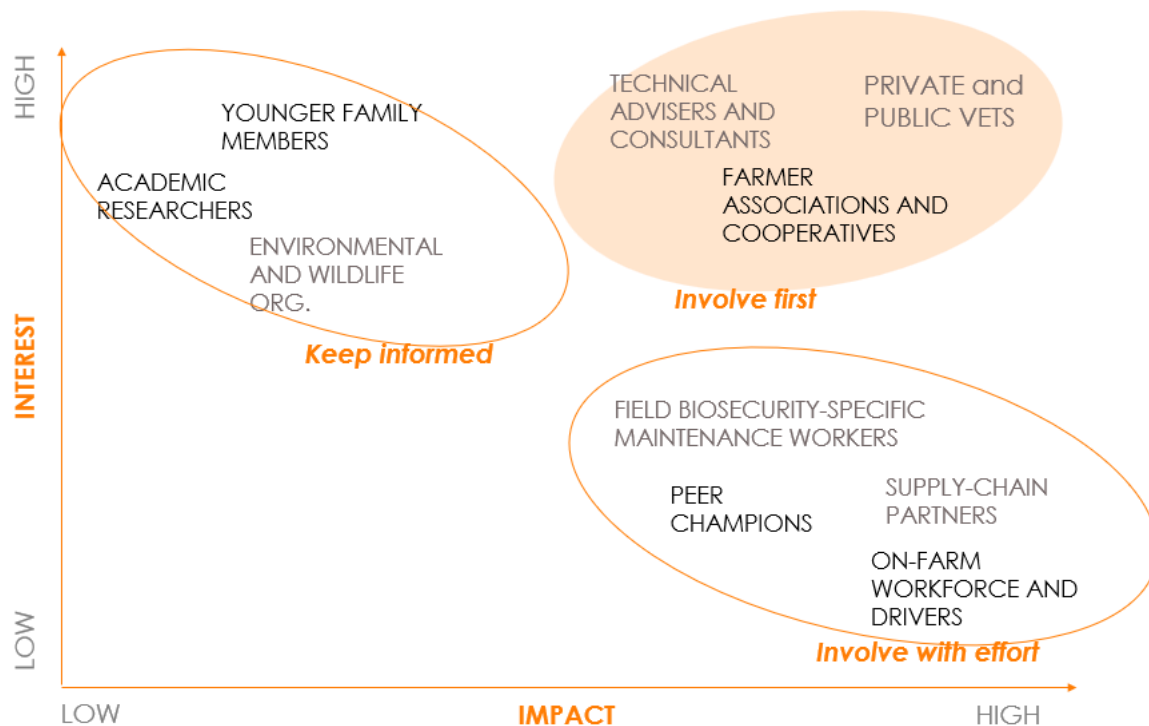 HIGH
INTEREST
LOW
YOUNGER FAMILY
MEMBERS
ACADEMIC
RESEARCHERS
ENVIRONMENTAL
AND WILDLIFE
ORG.
Keep informed
TECHNICAL
ADVISERS AND
CONSULTANTS
PRIVATE and
PUBLIC VETS
FARMER
ASSOCIATIONS AND
COOPERATIVES
Involve first
FIELD BIOSECURITY-SPECIFIC
MAINTENANCE WORKERS
PEER
CHAMPIONS
SUPPLY-CHAIN
PARTNERS
ON-FARM
WORKFORCE AND
DRIVERS
Involve with effort
LOW
IMPACT
HIGH